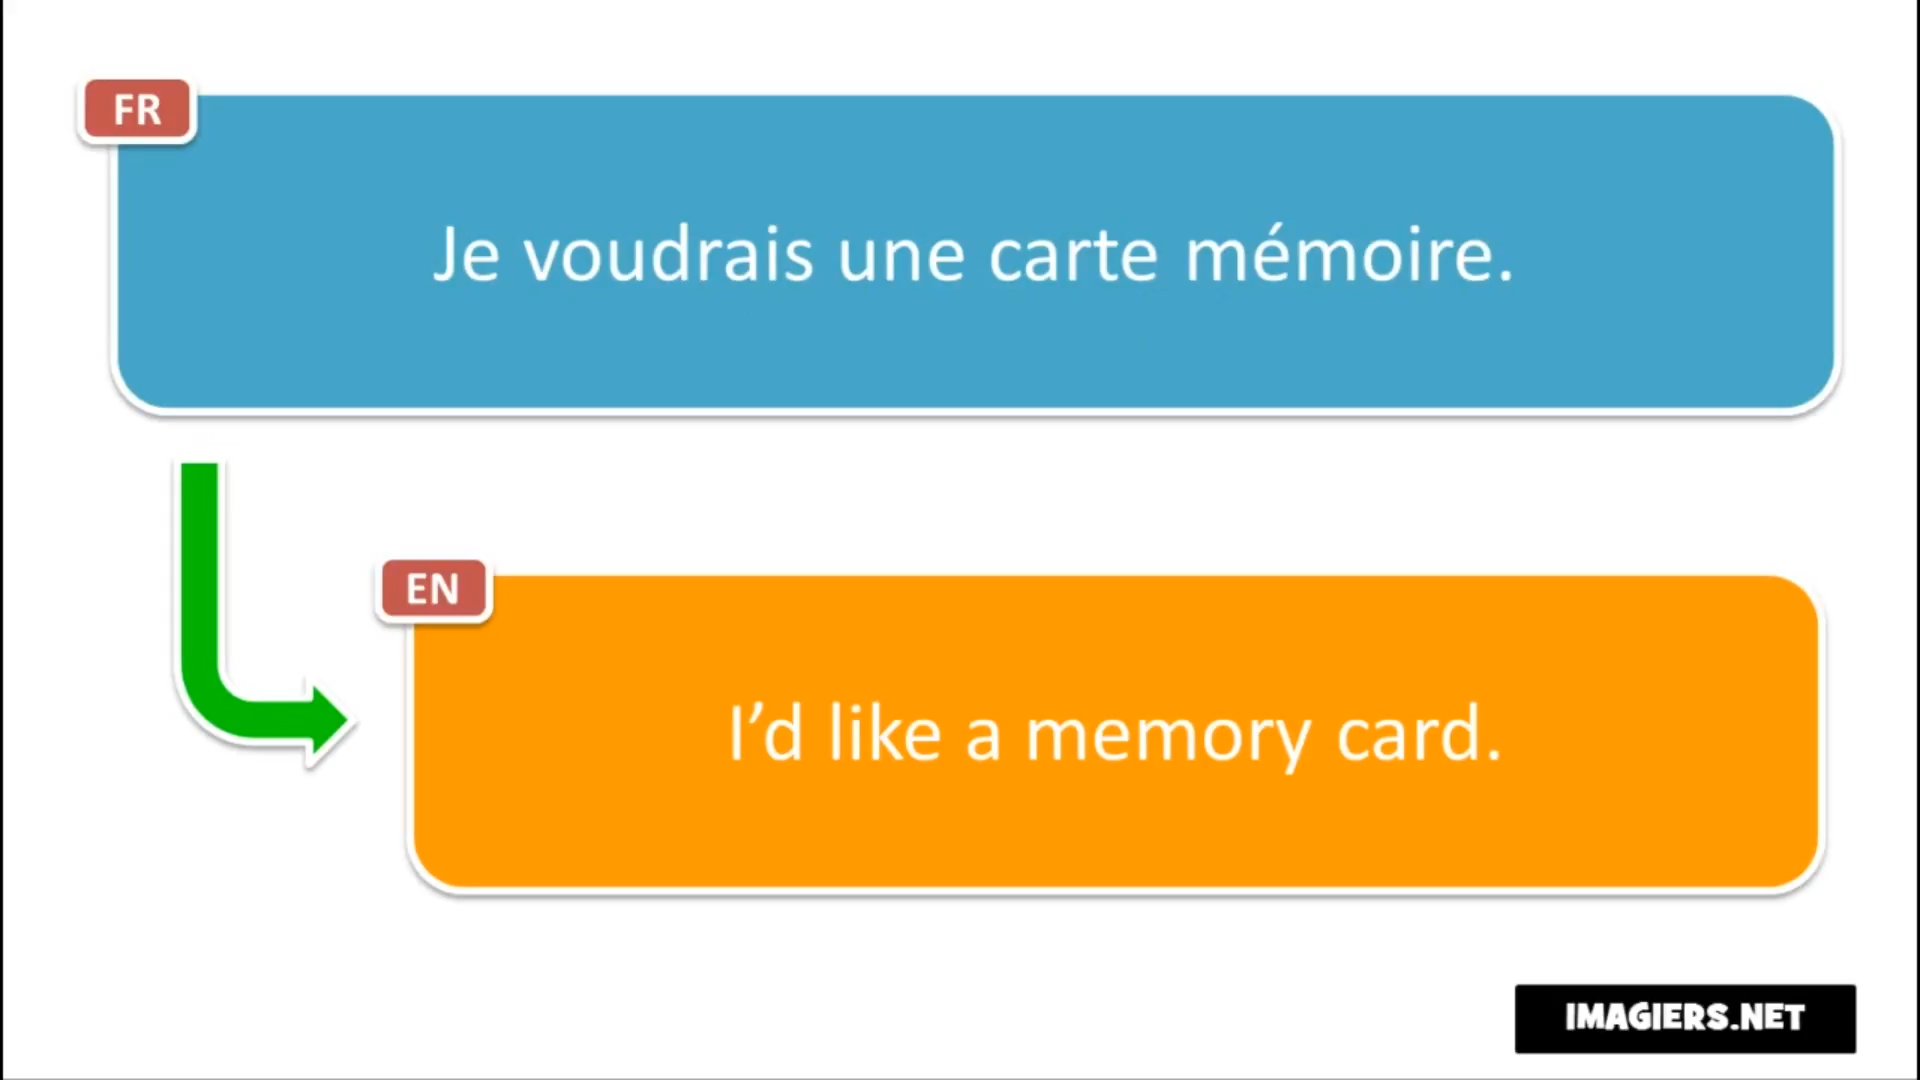 FR
Je voudrais une carte mémoire.
EN
I’d like a memory card.
IMAGIERS.NET